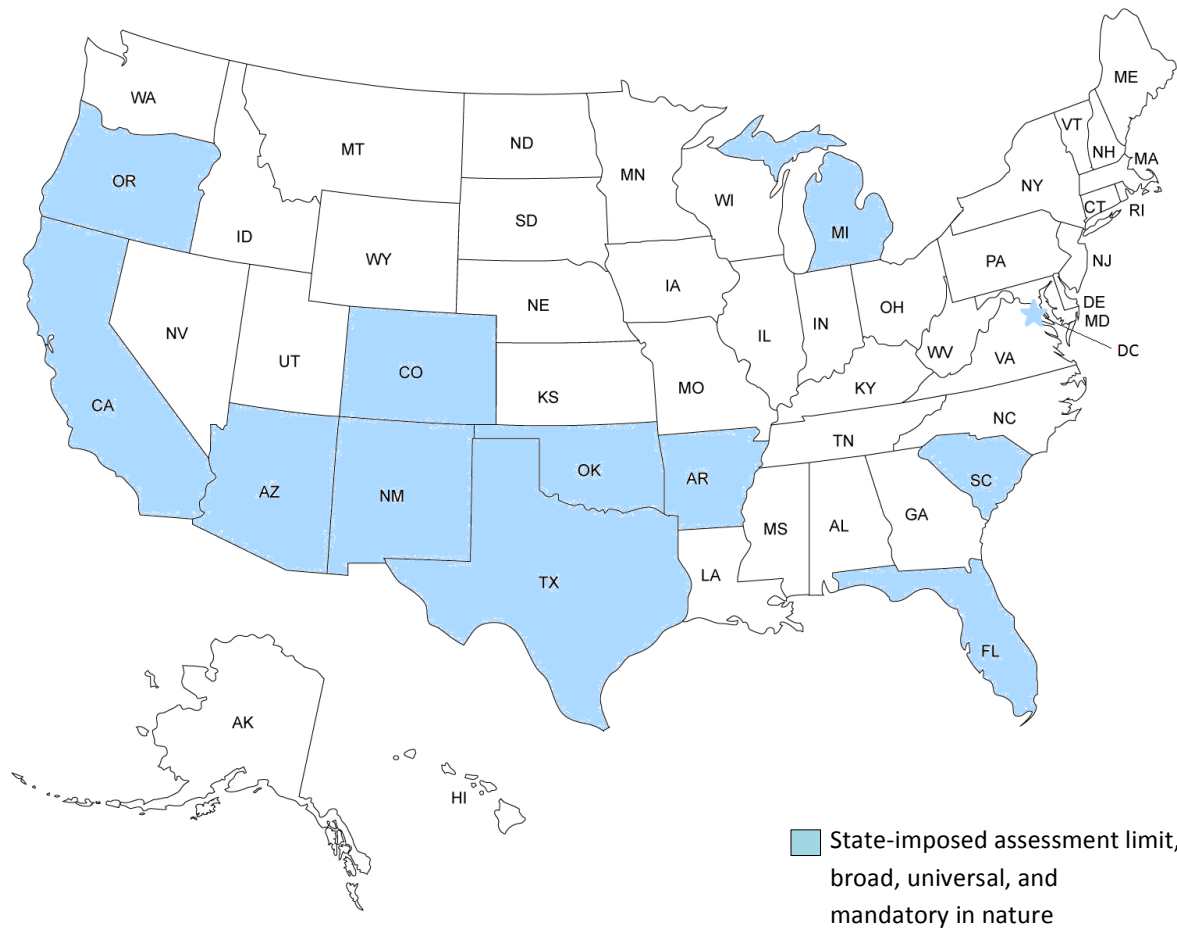 ME
WA
VT
MT
ND
NH
MA
MN
OR
NY
WI
CT
RI
SD
ID
MI
WY
PA
NJ
IA
NE
DE
OH
MD
IN
IL
NV
DC
UT
WV
VA
CO
KS
MO
KY
CA
NC
TN
OK
AR
SC
AZ
NM
GA
MS
AL
LA
TX
FL
AK
HI
State-imposed assessment limit,
broad, universal, and
mandatory in nature